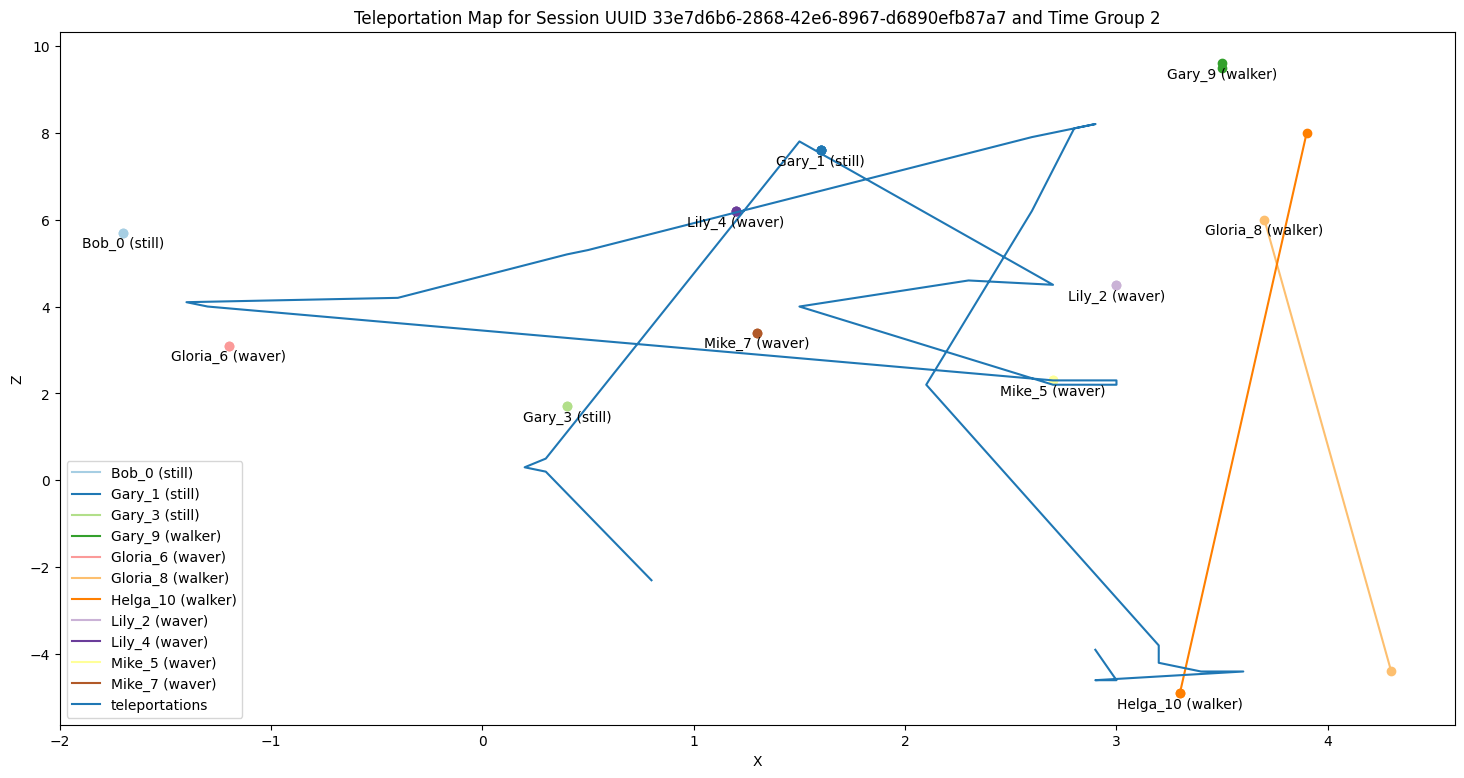 Teleportation Map for Session UUID 33e7d6b6-2868-42e6-8967-d6890efb87a7 and Time Group 2
10
8
6
4
2
0
−2
−4
Z
Gary_9 (walker)
Gary_1 (still)
Lily_4 (waver)
Gloria_8 (walker)
Bob_0 (still)
Lily_2 (waver)
Mike_7 (waver)
Gloria_6 (waver)
Mike_5 (waver)
Gary_3 (still)
Helga_10 (walker)
Bob_0 (still)
Gary_1 (still)
Gary_3 (still)
Gary_9 (walker)
Gloria_6 (waver)
Gloria_8 (walker)
Helga_10 (walker)
Lily_2 (waver)
Lily_4 (waver)
Mike_5 (waver)
Mike_7 (waver)
teleportations
−2 −1 0 1 2 3 4
X